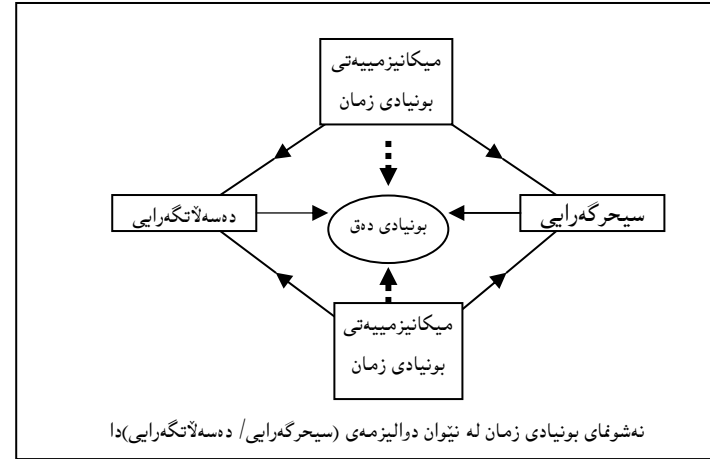 میکانیزمییەتی
بونیادی زمان
سیحرگەرایی
بونیادی دەق
دەسەڵاتگەرایی
میکانیزمییەتی
بونیادی زمان
نەشونمای بونیادی زمان لە نێوان دوالیزمەی (سیحرگەرایی/ دەسەڵاتگەرایی)دا